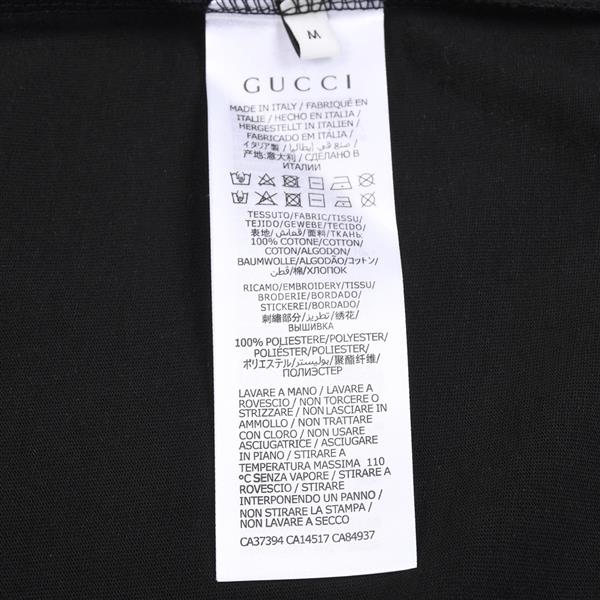 M
GUCCI
MADE IN ITALY / FABRIQUÉ EN
ITALIE / HECHO EN ITALIA /
HERGESTELLT IN ITALIEN /
FABRICADO EM ITÁLIA /
イタリア製 / صنع في إيطاليا /
产地:意大利 / СДЕЛАНО В
ИТАЛИИ
TESSUTO/FABRIC/TISSU/
TEJIDO/GEWEBE/TECIDO/
表地/قماش/面料/ТКАНЬ:
100% COTONE/COTTON/
COTON/ALGODON/
BAUMWOLLE/ALGODÃO/コットン/
قطن/棉/ХЛОПОК
RICAMO/EMBROIDERY/TISSU/
BRODERIE/BORDADO/
STICKEREI/BORDADO/
刺繍部分/تطريز/绣花/
ВЫШИВКА
100% POLIESTERE/POLYESTER/
POLIESTER/POLYESTER/
POLIÉSTER/POLIESTER/
ポリエステル/بوليستر/聚酯纤维/
ПОЛИЭСТЕР
LAVARE A MANO / LAVARE A
ROVESCIO / NON TORCERE O
STRIZZARE / NON LASCIARE IN
AMMOLLO / NON TRATTARE
CON CLORO / NON USARE
ASCIUGATRICE / ASCIUGARE
IN PIANO / STIRARE A
TEMPERATURA MASSIMA 110
ºC SENZA VAPORE / STIRARE A
ROVESCIO / STIRARE
INTERPONENDO UN PANNO /
NON STIRARE LA STAMPA /
NON LAVARE A SECCO
CA37394 CA14517 CA84937